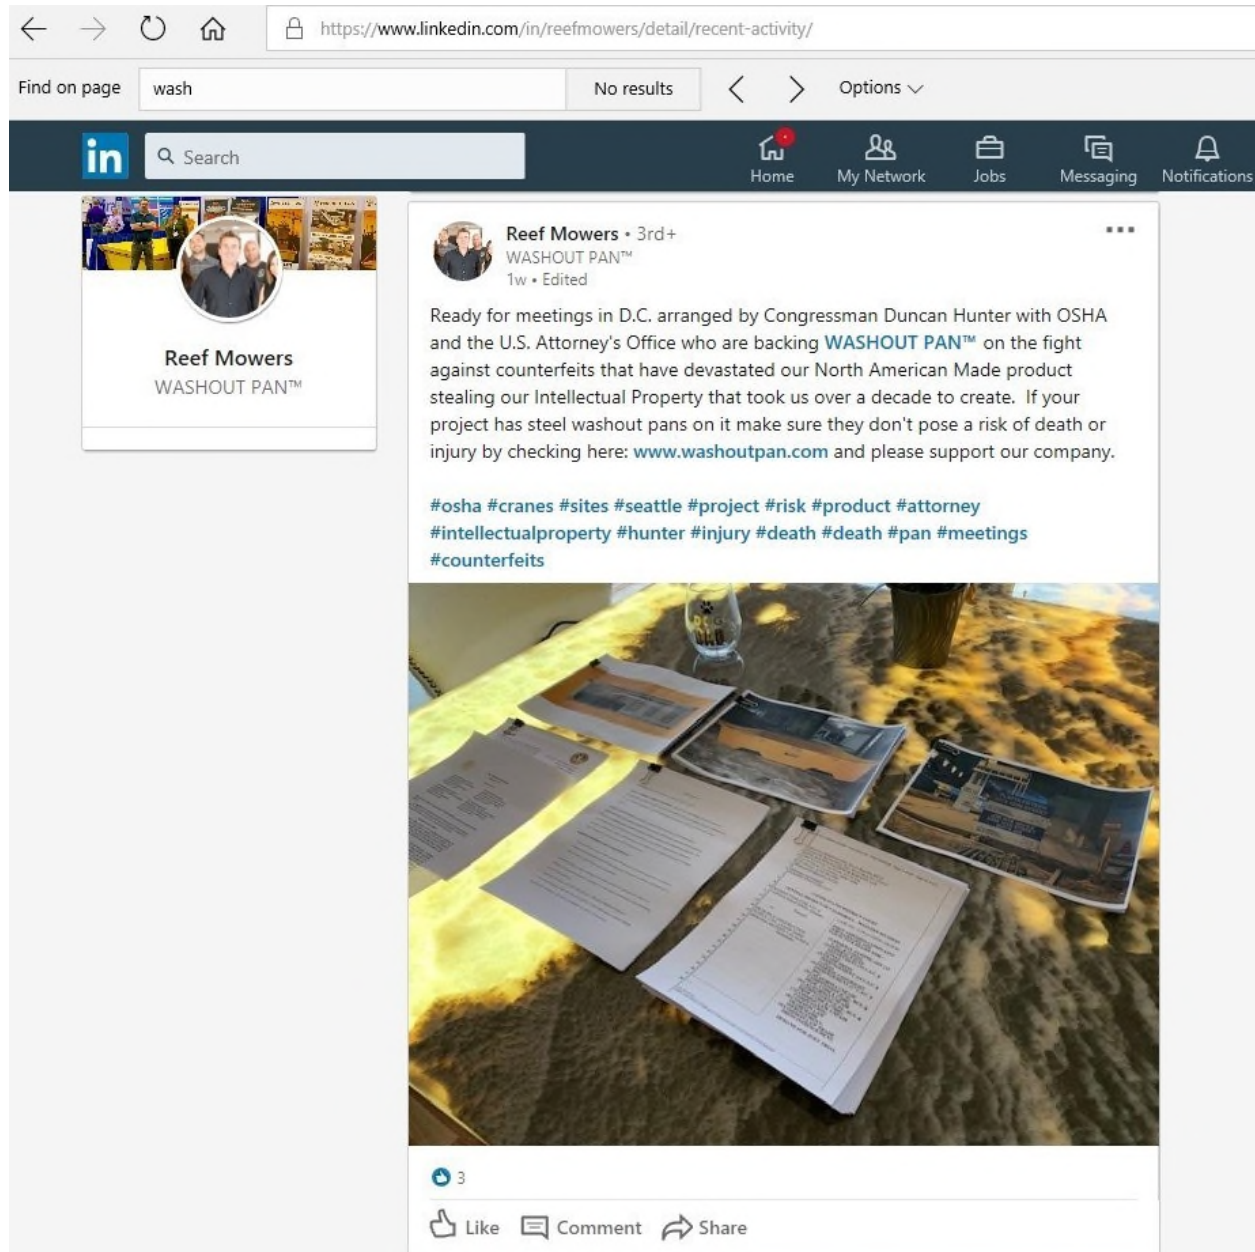 https://www.linkedin.com/in/reefmowers/detail/recent-activity/
Find on page
wash
No results
Options
in
Search
Home
My Network
Jobs
Messaging
Notifications
Reef Mowers
WASHOUT PAN™
Reef Mowers • 3rd+
WASHOUT PAN™
1w • Edited
Ready for meetings in D.C. arranged by Congressman Duncan Hunter with OSHA
and the U.S. Attorney's Office who are backing WASHOUT PAN™ on the fight
against counterfeits that have devastated our North American Made product
stealing our Intellectual Property that took us over a decade to create. If your
project has steel washout pans on it make sure they don't pose a risk of death or
injury by checking here: www.washoutpan.com and please support our company.
#osha #cranes #sites #seattle #project #risk #product #attorney
#intellectualproperty #hunter #injury #death #death #pan #meetings
#counterfeits
3
Like
Comment
Share